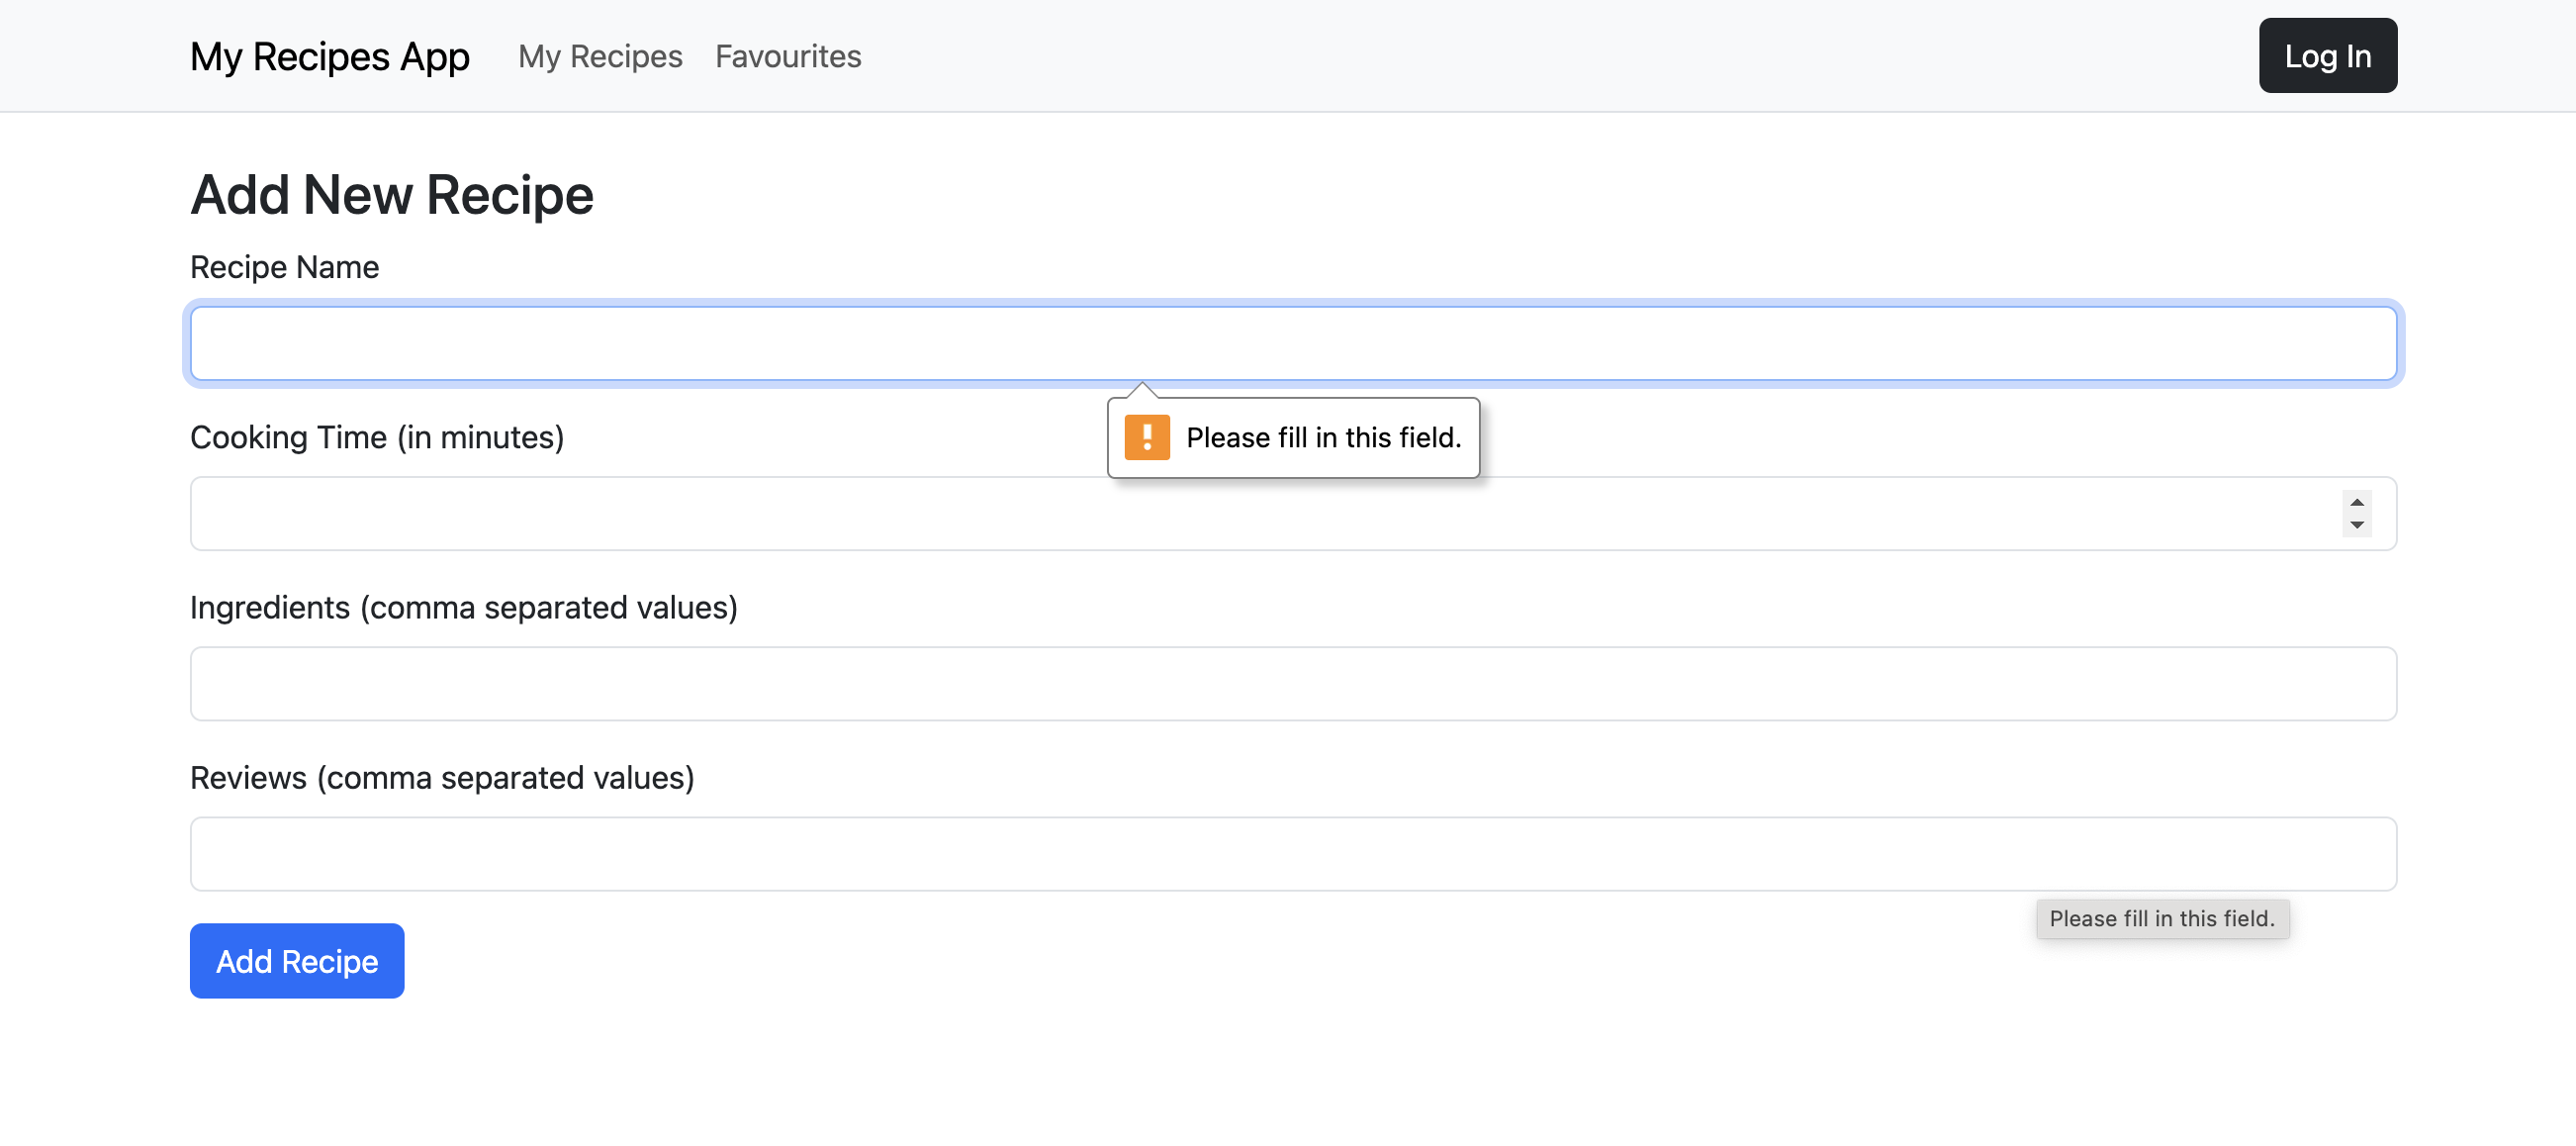 My Recipes App My Recipes Favourites Log In
Add New Recipe
Recipe Name
Please fill in this field.
Cooking Time (in minutes)
Ingredients (comma separated values)
Reviews (comma separated values)
Please fill in this field.
Add Recipe